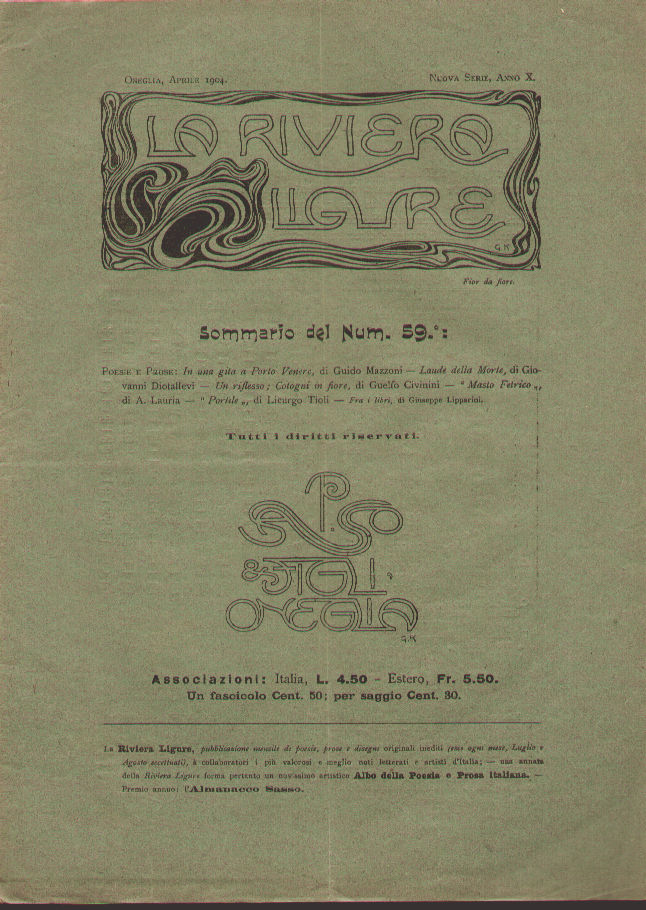 Oneglia, Aprile 1904.
Nuova Serie, Anno X.
LA RIVIERA
LIGURE
G K
Fior da fiore.
Sommario del Num. 59.°:
Poesie e Prose: In una gita a Porto Venere, di Guido Mazzoni — Laude della Morte, di Gio-
vanni Diotallevi — Un riflesso; Cotogni in fiore, di Guelfo Civinini — " Masto Fetrico „,
di A. Lauria — " Portile „, di Licurgo Tioli — Fra i libri, di Giuseppe Lipparini.
Tutti i diritti riservati.
P. SASSO
& FIGLI,
ONEGLIA
G.K
Associazioni: Italia, L. 4.50 - Estero, Fr. 5.50.
Un fascicolo Cent. 50; per saggio Cent. 30.
La Riviera Ligure, pubblicazione mensile di poesie, prose e disegni originali inediti (esce ogni mese, Luglio e
Agosto eccettuati), à collaboratori i più valorosi e meglio noti letterati e artisti d'Italia; — una annata
della Riviera Ligure forma pertanto un novissimo artistico Albo della Poesia e Prosa Italiana. —
Premio annuo: l'Almanacco Sasso.